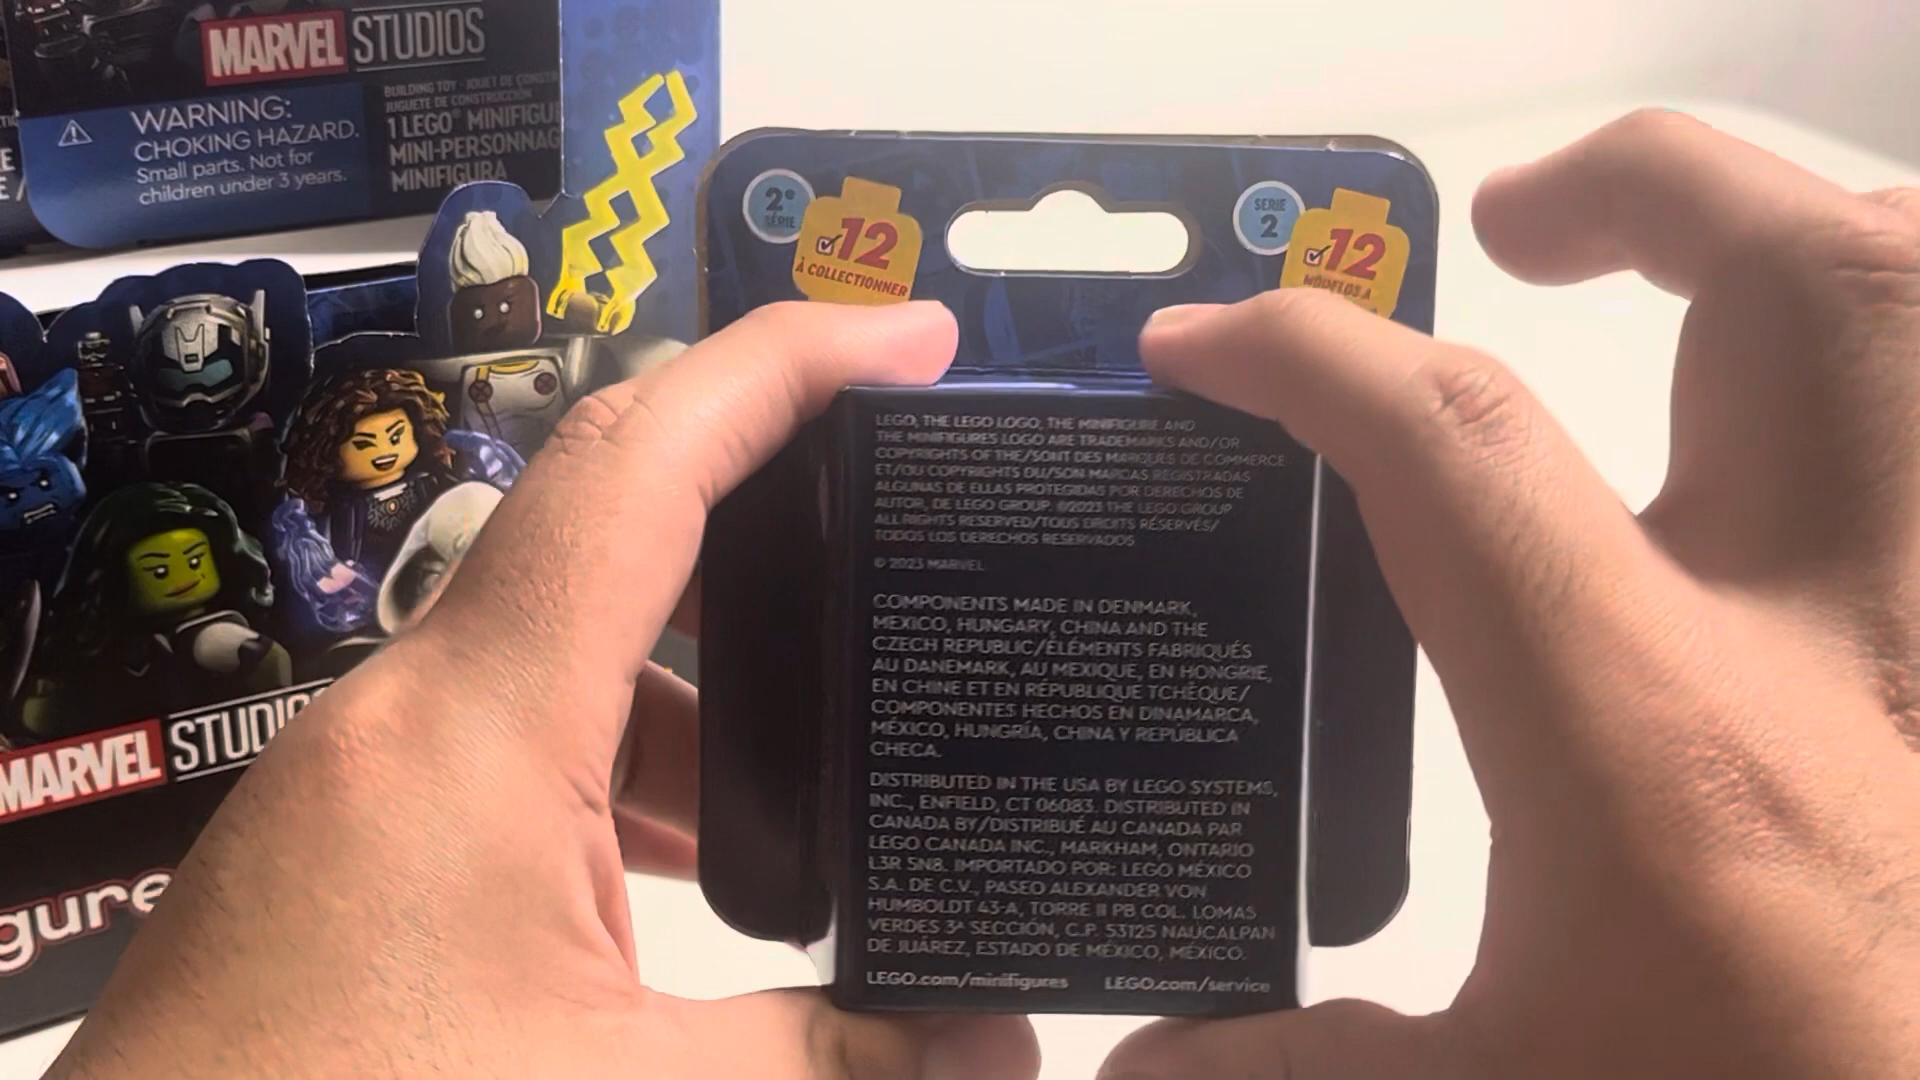 MARVEL STUDIOS
WARNING:
CHOKING HAZARD.
Small parts. Not for
children under 3 years.
BUILDING TOY · JOUET DE
JUGUETE DE CONSTRUCCIÓN
1 LEGO® MINIFIGU
MINI-PERSONNAG
MINIFIGURA
MARVEL STUDIO
gure
2e
SÉRIE
12
À COLLECTIONNER
SERIE
2
12
MODELOS A
LEGO, THE LEGO LOGO, THE MINIFIGURE AND
THE MINIFIGURES LOGO ARE TRADEMARKS AND/OR
COPYRIGHTS OF THE/SONT DES MARQUES DE COMMERCE
ET/OU COPYRIGHTS DU/SON MARCAS REGISTRADAS
ALGUNAS DE ELLAS PROTEGIDAS POR DERECHOS DE
AUTOR, DE LEGO GROUP. ©2023 THE LEGO GROUP.
ALL RIGHTS RESERVED/TOUS DROITS RÉSERVÉS/
TODOS LOS DERECHOS RESERVADOS
© 2023 MARVEL
COMPONENTS MADE IN DENMARK,
MEXICO, HUNGARY, CHINA AND THE
CZECH REPUBLIC/ÉLÉMENTS FABRIQUÉS
AU DANEMARK, AU MEXIQUE, EN HONGRIE,
EN CHINE ET EN RÉPUBLIQUE TCHÈQUE/
COMPONENTES HECHOS EN DINAMARCA,
MÉXICO, HUNGRÍA, CHINA Y REPÚBLICA
CHECA.
DISTRIBUTED IN THE USA BY LEGO SYSTEMS,
INC., ENFIELD, CT 06083. DISTRIBUTED IN
CANADA BY/DISTRIBUÉ AU CANADA PAR
LEGO CANADA INC., MARKHAM, ONTARIO
L3R 5N8. IMPORTADO POR: LEGO MÉXICO
S.A. DE C.V., PASEO ALEXANDER VON
HUMBOLDT 43-A, TORRE II PB COL. LOMAS
VERDES 3ª SECCIÓN, C.P. 53125 NAUCALPAN
DE JUÁREZ, ESTADO DE MÉXICO, MÉXICO.
LEGO.com/minifigures LEGO.com/service